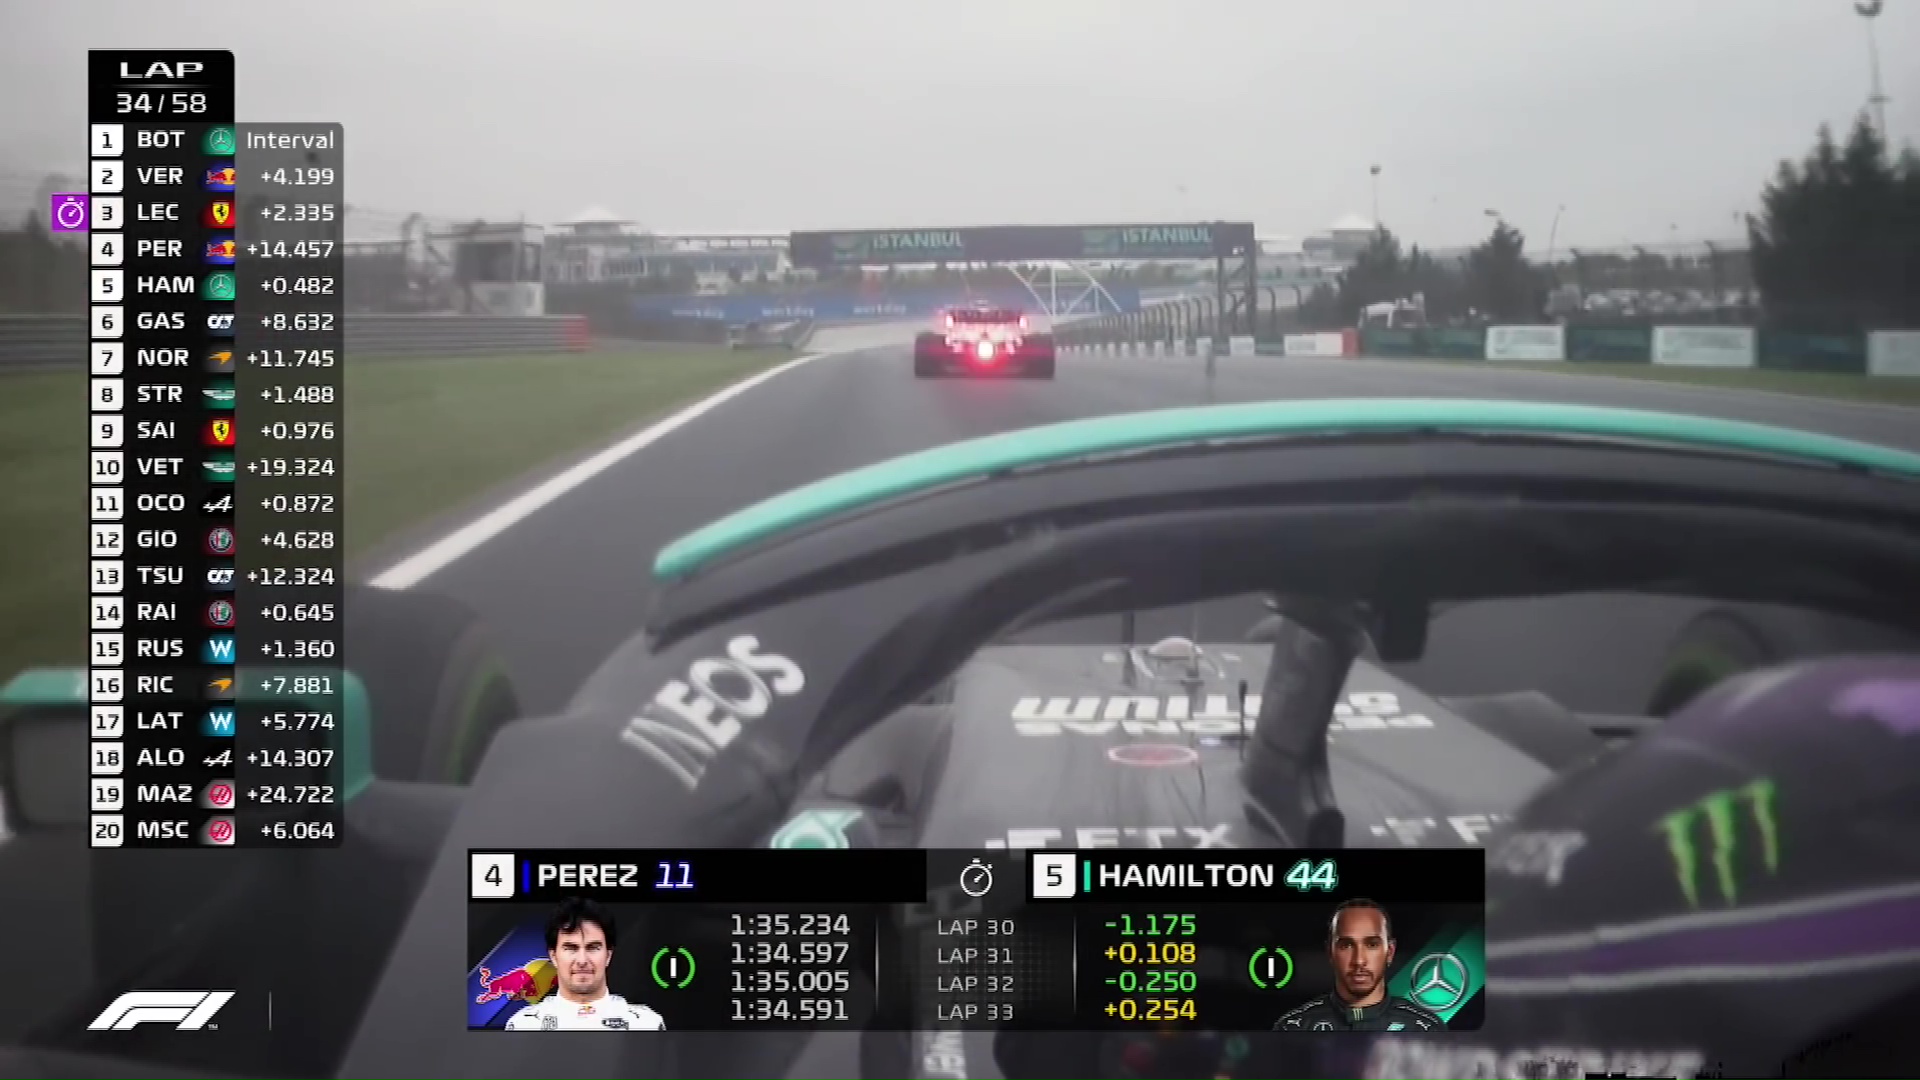 LAP
34/58
1 BOT Interval
2 VER +4.199
3 LEC +2.335
4 PER +14.457
5 HAM +0.482
6 GAS +8.632
7 NOR +11.745
8 STR +1.488
9 SAI +0.976
10 VET +19.324
11 OCO +0.872
12 GIO +4.628
13 TSU +12.324
14 RAI +0.645
15 RUS W +1.360
16 RIC +7.881
17 LAT W +5.774
18 ALO +14.307
19 MAZ +24.722
20 MSC +6.064
ISTANBUL ISTANBUL
workday workday
INEOS
PETRONAS
FTX
4 PEREZ 11
5 HAMILTON 44
1:35.234 LAP 30 -1.175
1:34.597 LAP 31 +0.108
1:35.005 LAP 32 -0.250
1:34.591 LAP 33 +0.254
F1